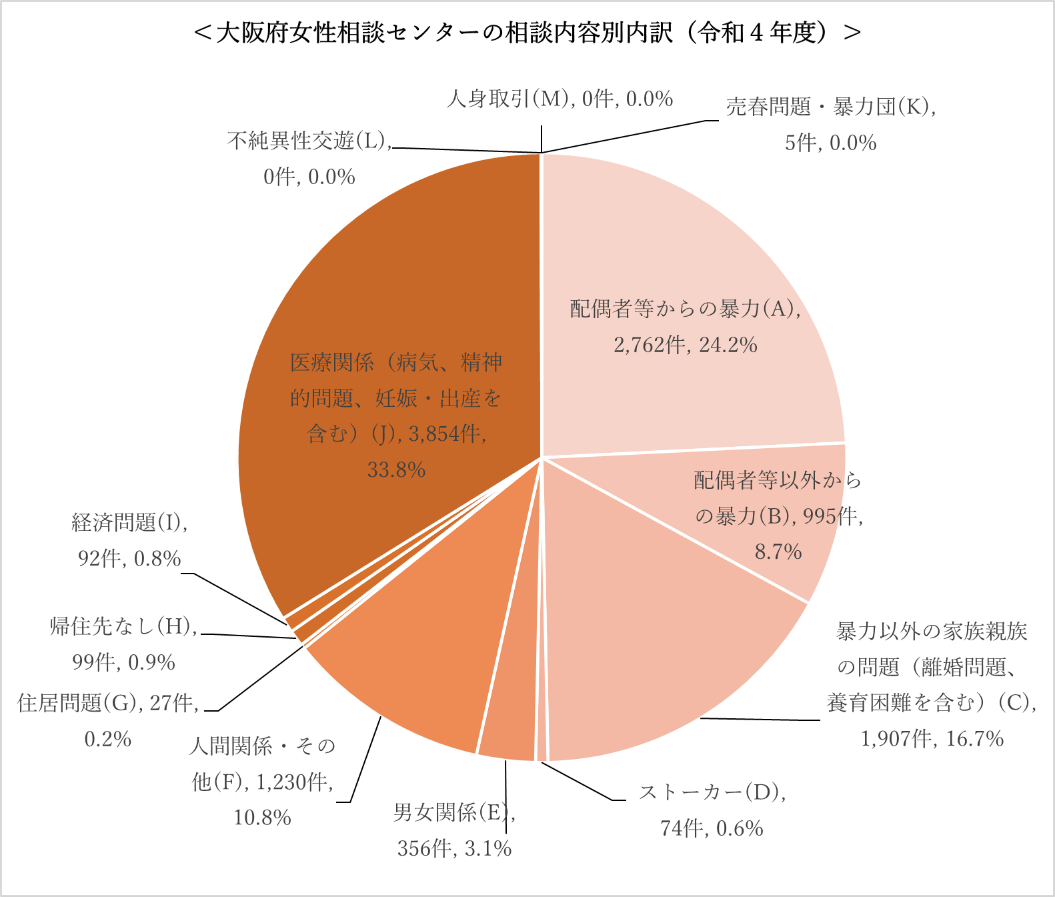 ＜大阪府女性相談センターの相談内容別内訳（令和４年度）＞
人身取引(M), 0件, 0.0%
売春問題・暴力団(K),
5件, 0.0%
不純異性交遊(L),
0件, 0.0%
配偶者等からの暴力(A),
2,762件, 24.2%
医療関係（病気、精神
的問題、妊娠・出産を
含む）(J), 3,854件,
33.8%
配偶者等以外から
の暴力(B), 995件,
8.7%
経済問題(I),
92件, 0.8%
帰住先なし(H),
99件, 0.9%
暴力以外の家族親族
の問題（離婚問題、
養育困難を含む）(C),
1,907件, 16.7%
住居問題(G), 27件,
0.2%
人間関係・その
他(F), 1,230件,
10.8%
男女関係(E),
356件, 3.1%
ストーカー(D),
74件, 0.6%